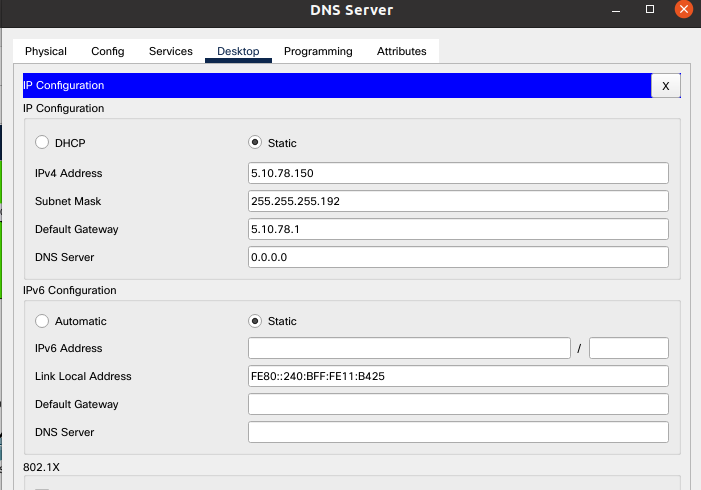 DNS Server
Physical Config Services Desktop Programming Attributes
IP Configuration X
IP Configuration
DHCP Static
IPv4 Address 5.10.78.150
Subnet Mask 255.255.255.192
Default Gateway 5.10.78.1
DNS Server 0.0.0.0
IPv6 Configuration
Automatic Static
IPv6 Address /
Link Local Address FE80::240:BFF:FE11:B425
Default Gateway
DNS Server
802.1X